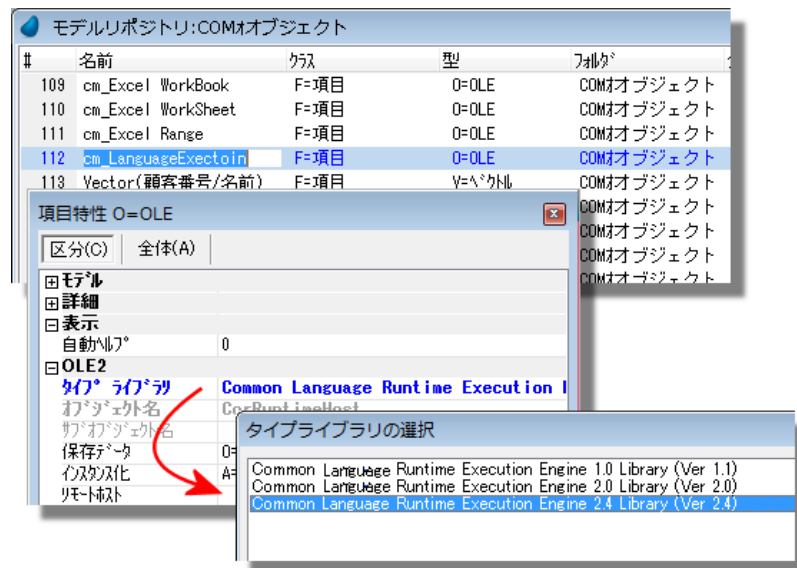 モデルリポジトリ:COMオオブジェクト
# 名前 クラス 型 フォルダ
109 cm_Excel WorkBook F=項目 O=OLE COMオオブジェクト
110 cm_Excel WorkSheet F=項目 O=OLE COMオオブジェクト
111 cm_Excel Range F=項目 O=OLE COMオオブジェクト
112 cm_LanguageExectoin F=項目 O=OLE COMオオブジェクト
113 Vector(顧客番号/名前) F=項目 V=ベクトル COMオオブジェクト
COMオオブジェクト
項目特性 O=OLE
COMオオブジェクト
区分(C) 全体(A)
COMオオブジェクト
COMオオブジェクト
モデル
詳細
表示
自動ヘルプ 0
OLE2
タイプ ライブラリ Common Language Runtime Execution
オブジェクト名 CorRuntimeHost
サブオブジェクト名
保存データ 0=
インスタンス化 A=
リモートホスト
タイプライブラリの選択
Common Language Runtime Execution Engine 1.0 Library (Ver 1.1)
Common Language Runtime Execution Engine 2.0 Library (Ver 2.0)
Common Language Runtime Execution Engine 2.4 Library (Ver 2.4)